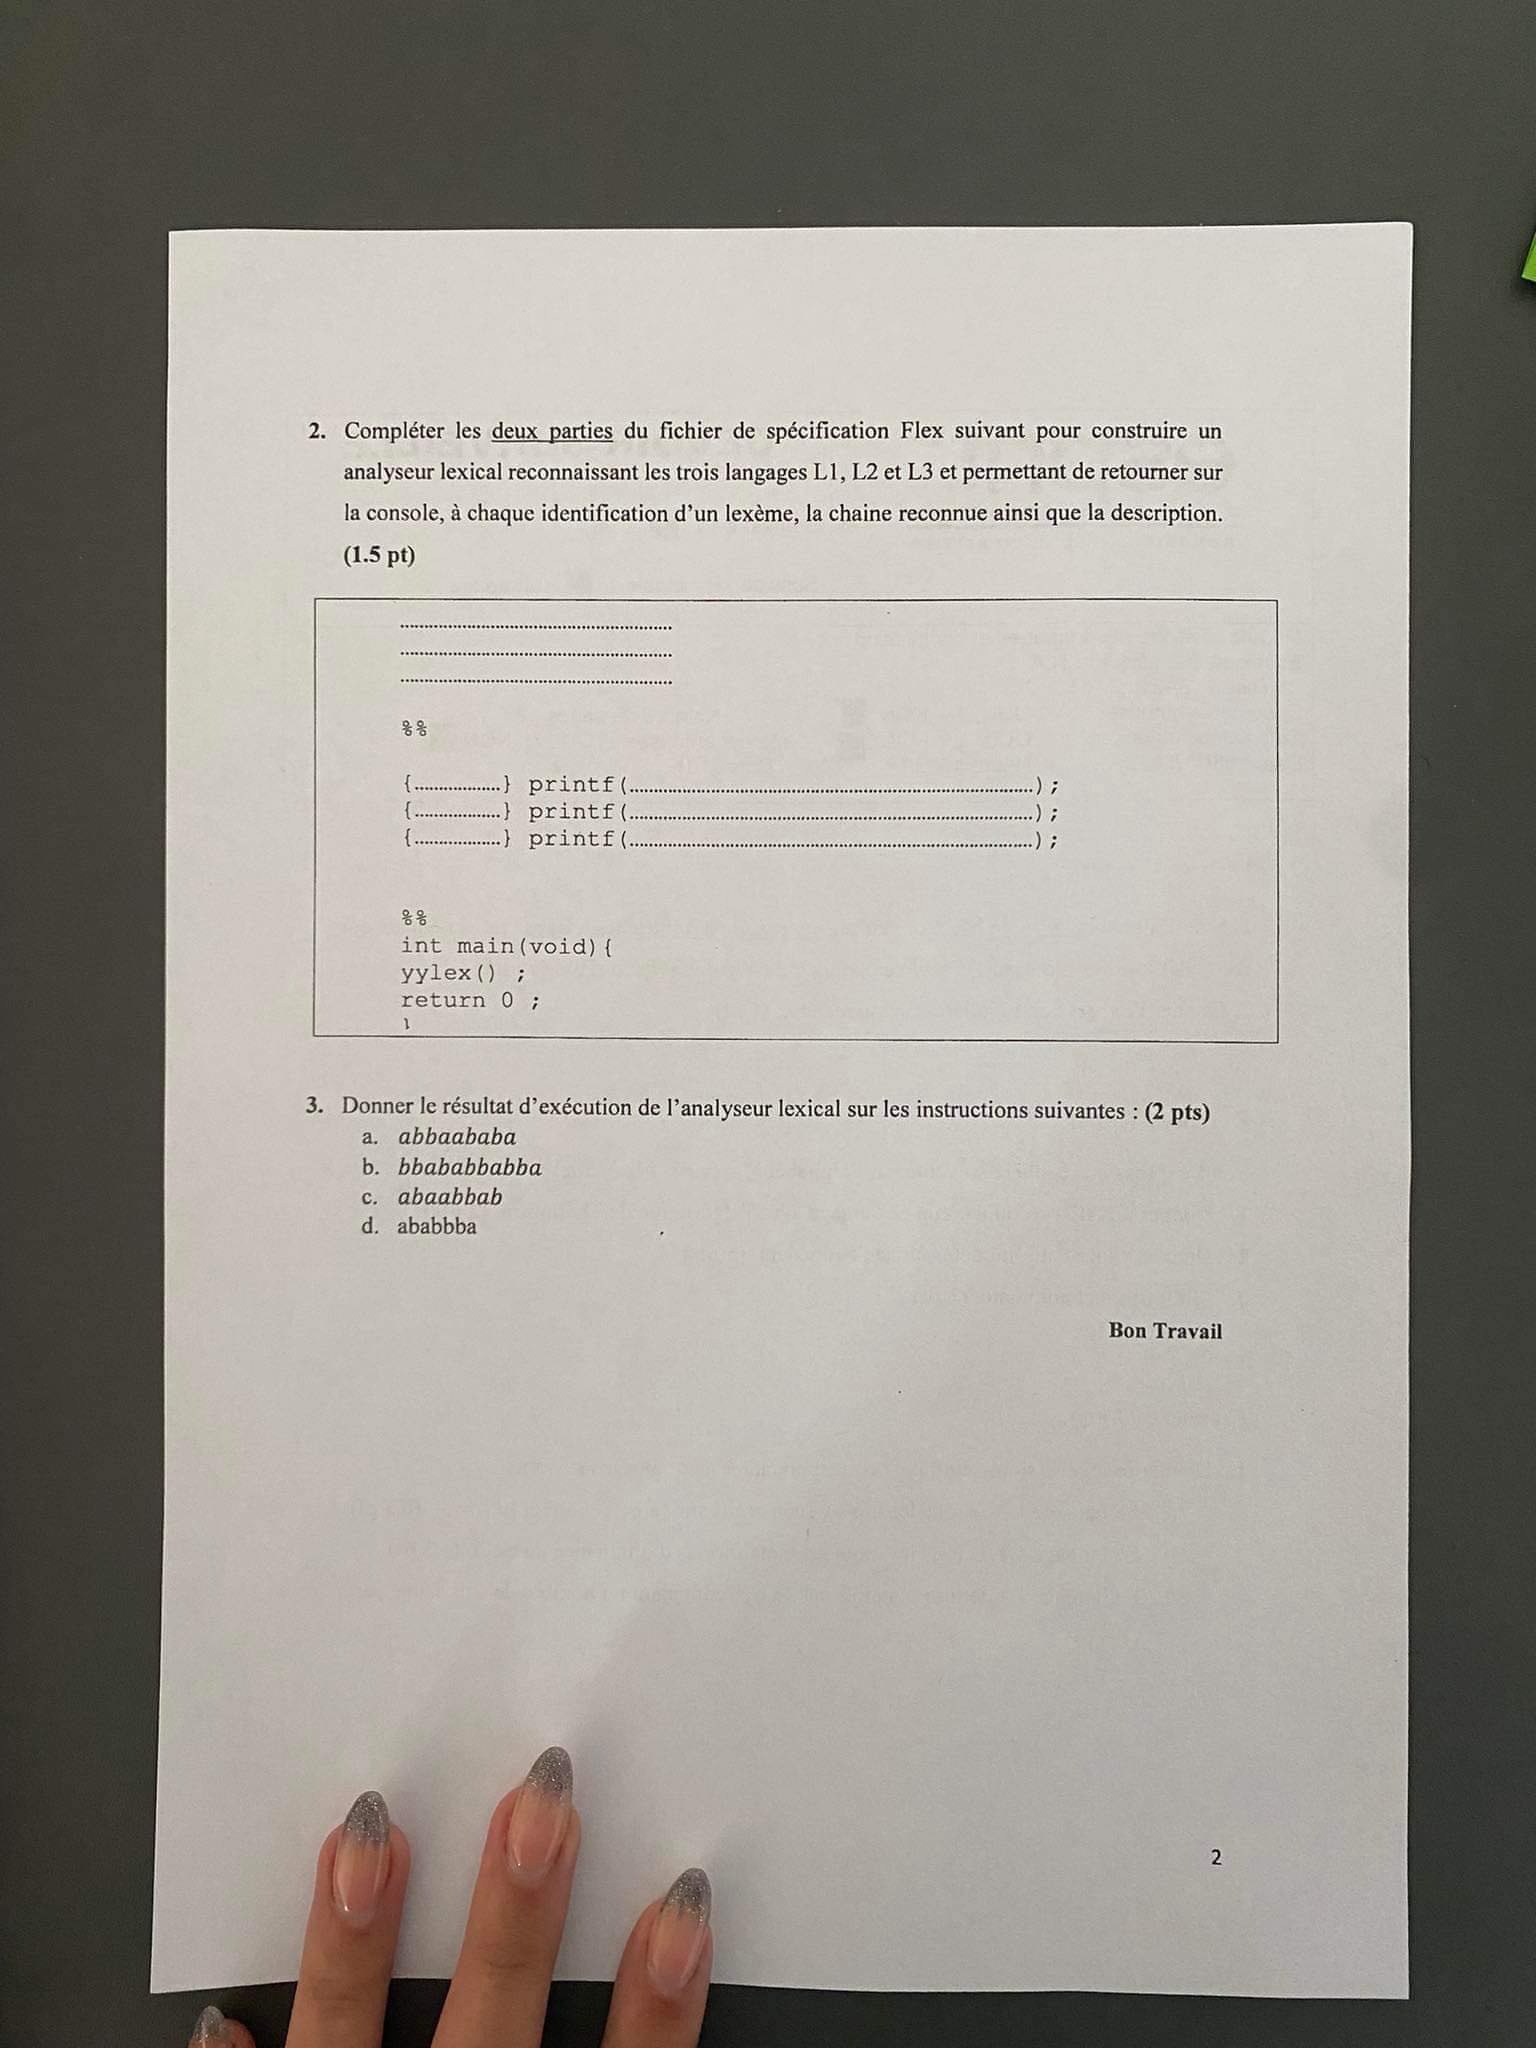 2. Compléter les deux parties du fichier de spécification Flex suivant pour construire un
analyseur lexical reconnaissant les trois langages L1, L2 et L3 et permettant de retourner sur
la console, à chaque identification d'un lexème, la chaine reconnue ainsi que la description.
(1.5 pt)
........................................................
........................................................
........................................................
%%
{..................} printf(....................................................................................);
{..................} printf(....................................................................................);
{..................} printf(....................................................................................);
%%
int main(void){
yylex() ;
return 0 ;
}
3. Donner le résultat d'exécution de l'analyseur lexical sur les instructions suivantes : (2 pts)
a. abbaababa
b. bbababbabba
c. abaabbab
d. ababbba
Bon Travail
2